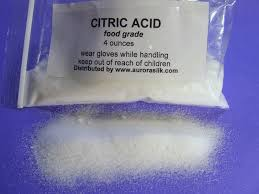 CITRIC ACID
food grade
4 ounces
wear gloves while handling
keep out of reach of children
Distributed by www.aurorasilk.com